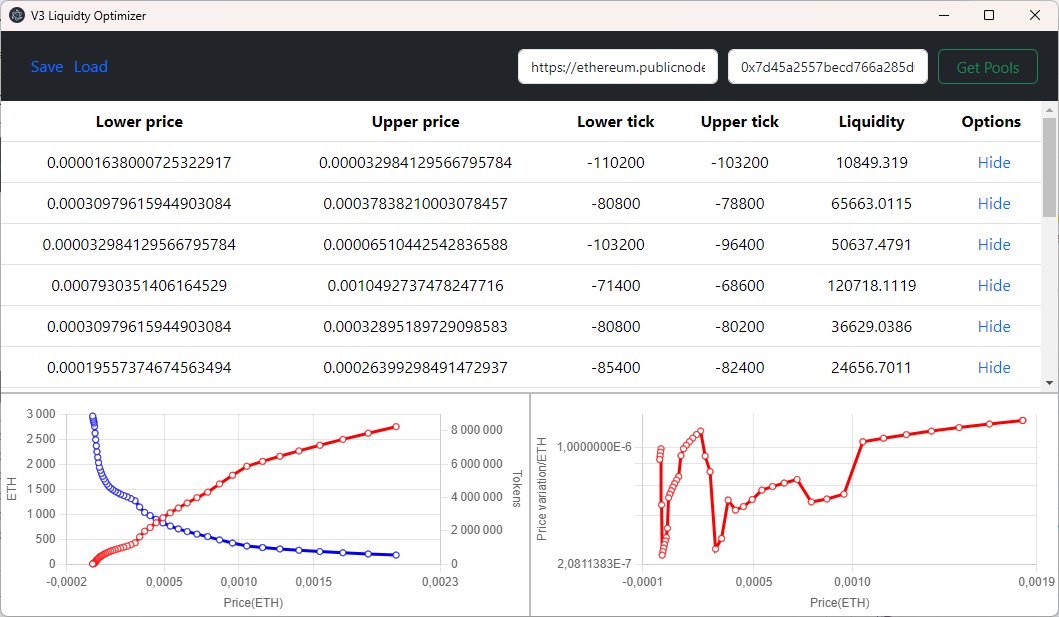 V3 Liquidty Optimizer
Save Load https://ethereum.publicnode 0x7d45a2557becd766a285d Get Pools
Lower price Upper price Lower tick Upper tick Liquidity Options
0.00001638000725322917 0.000032984129566795784 -110200 -103200 10849.319 Hide
0.00030979615944903084 0.00037838210003078457 -80800 -78800 65663.0115 Hide
0.000032984129566795784 0.00006510442542836588 -103200 -96400 50637.4791 Hide
0.00079303514061645​29 0.0010492737478247716 -71400 -68600 120718.1119 Hide
0.00030979615944903084 0.00032895189729098583 -80800 -80200 36629.0386 Hide
0.00019557374674563494 0.00026399298491472937 -85400 -82400 24656.7011 Hide
ETH
3 000
2 500
2 000
1 500
1 000
500
0
8 000 000
6 000 000
4 000 000
2 000 000
0
Tokens
-0,0002 0,0005 0,0010 0,0015 0,0023
Price(ETH)
Price variation/ETH
1,0000000E-6
2,0811383E-7
-0,0001 0,0005 0,0010 0,0019
Price(ETH)